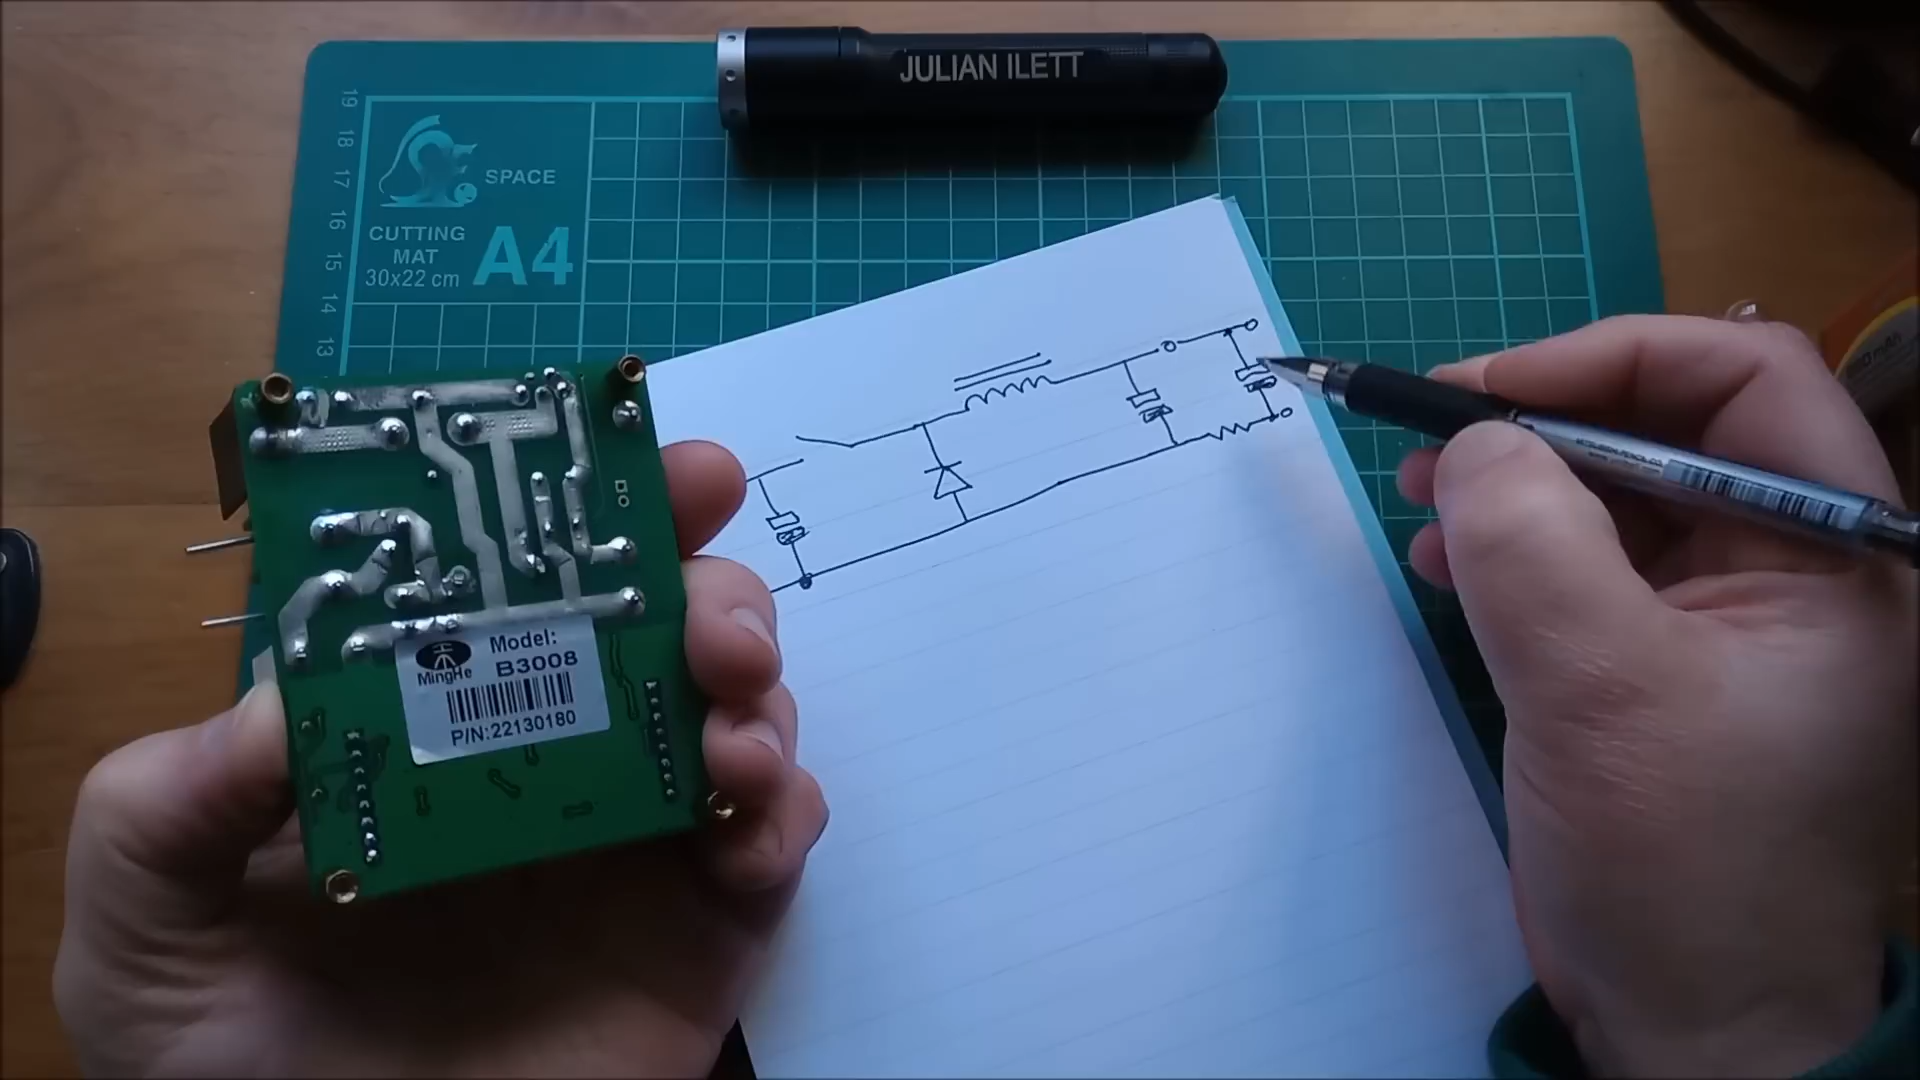 JULIAN ILETT
19
18
17
16
15
14
13
SPACE
CUTTING
MAT
30x22 cm
A4
MingHe
Model:
B3008
P/N:22130180